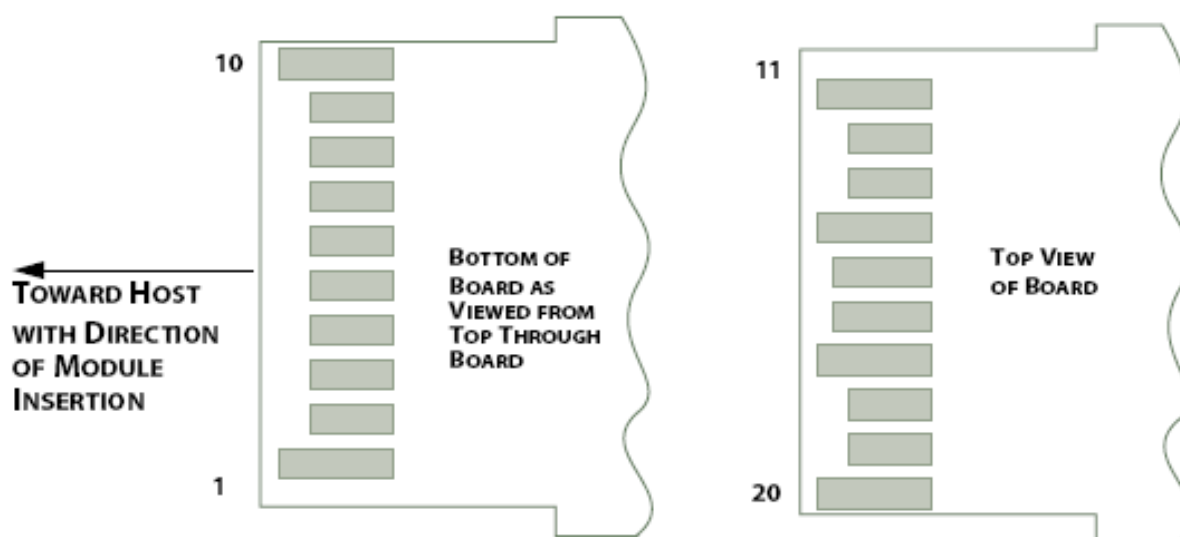 10
1
TOWARD HOST
WITH DIRECTION
OF MODULE
INSERTION
BOTTOM OF
BOARD AS
VIEWED FROM
TOP THROUGH
BOARD
11
20
TOP VIEW
OF BOARD